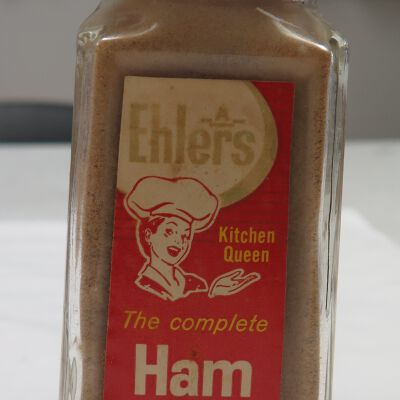 -A-
Ehlers
Kitchen
Queen
The complete
Ham